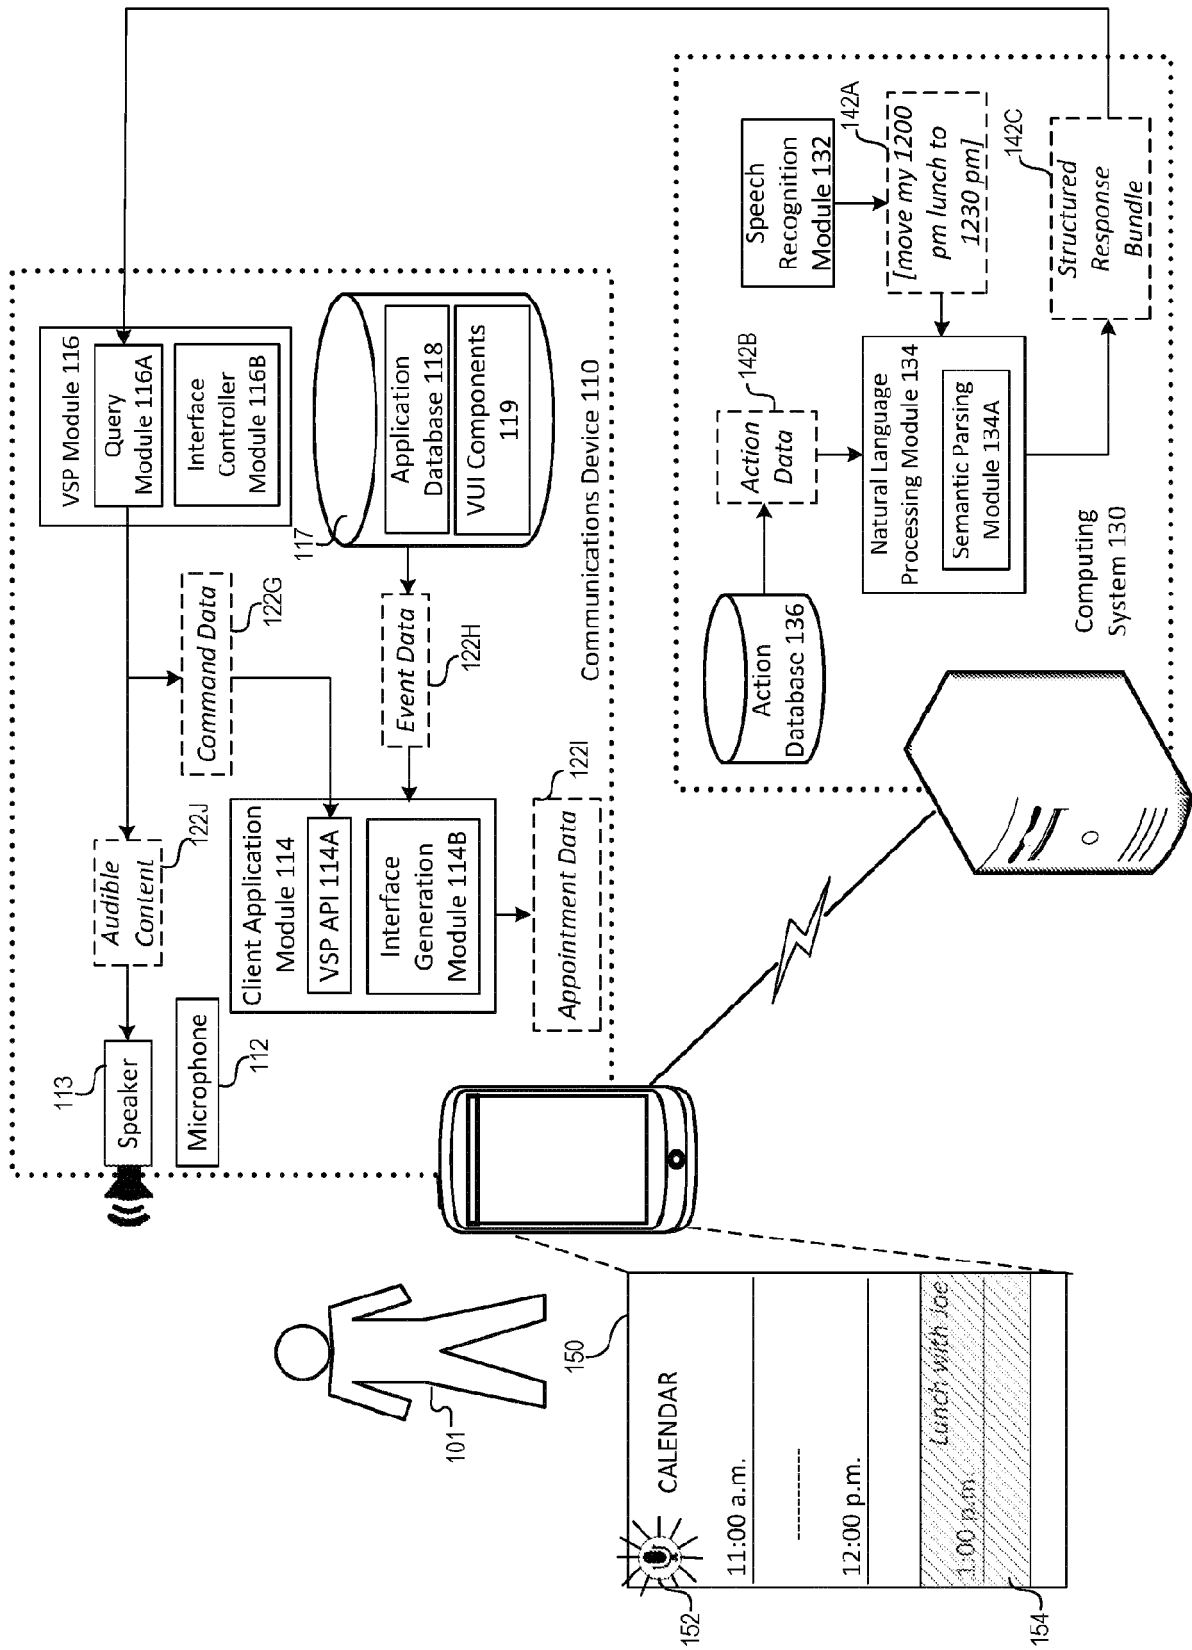 113
Speaker
Microphone
112
Audible
Content
122J
Command Data
122G
VSP Module 116
Query
Module 116A
Interface
Controller
Module 116B
Client Application
Module 114
VSP API 114A
Interface
Generation
Module 114B
Event Data
122H
117
Application
Database 118
VUI Components
119
Appointment Data
122I
Communications Device 110
101
150
CALENDAR
152
11:00 a.m.
---------
12:00 p.m.
Lunch with Joe
1:00 p.m.
154
Action
Database 136
Action
Data
142B
Speech
Recognition
Module 132
142A
[move my 1200
pm lunch to
1230 pm]
Natural Language
Processing Module 134
Semantic Parsing
Module 134A
142C
Structured
Response
Bundle
Computing
System 130